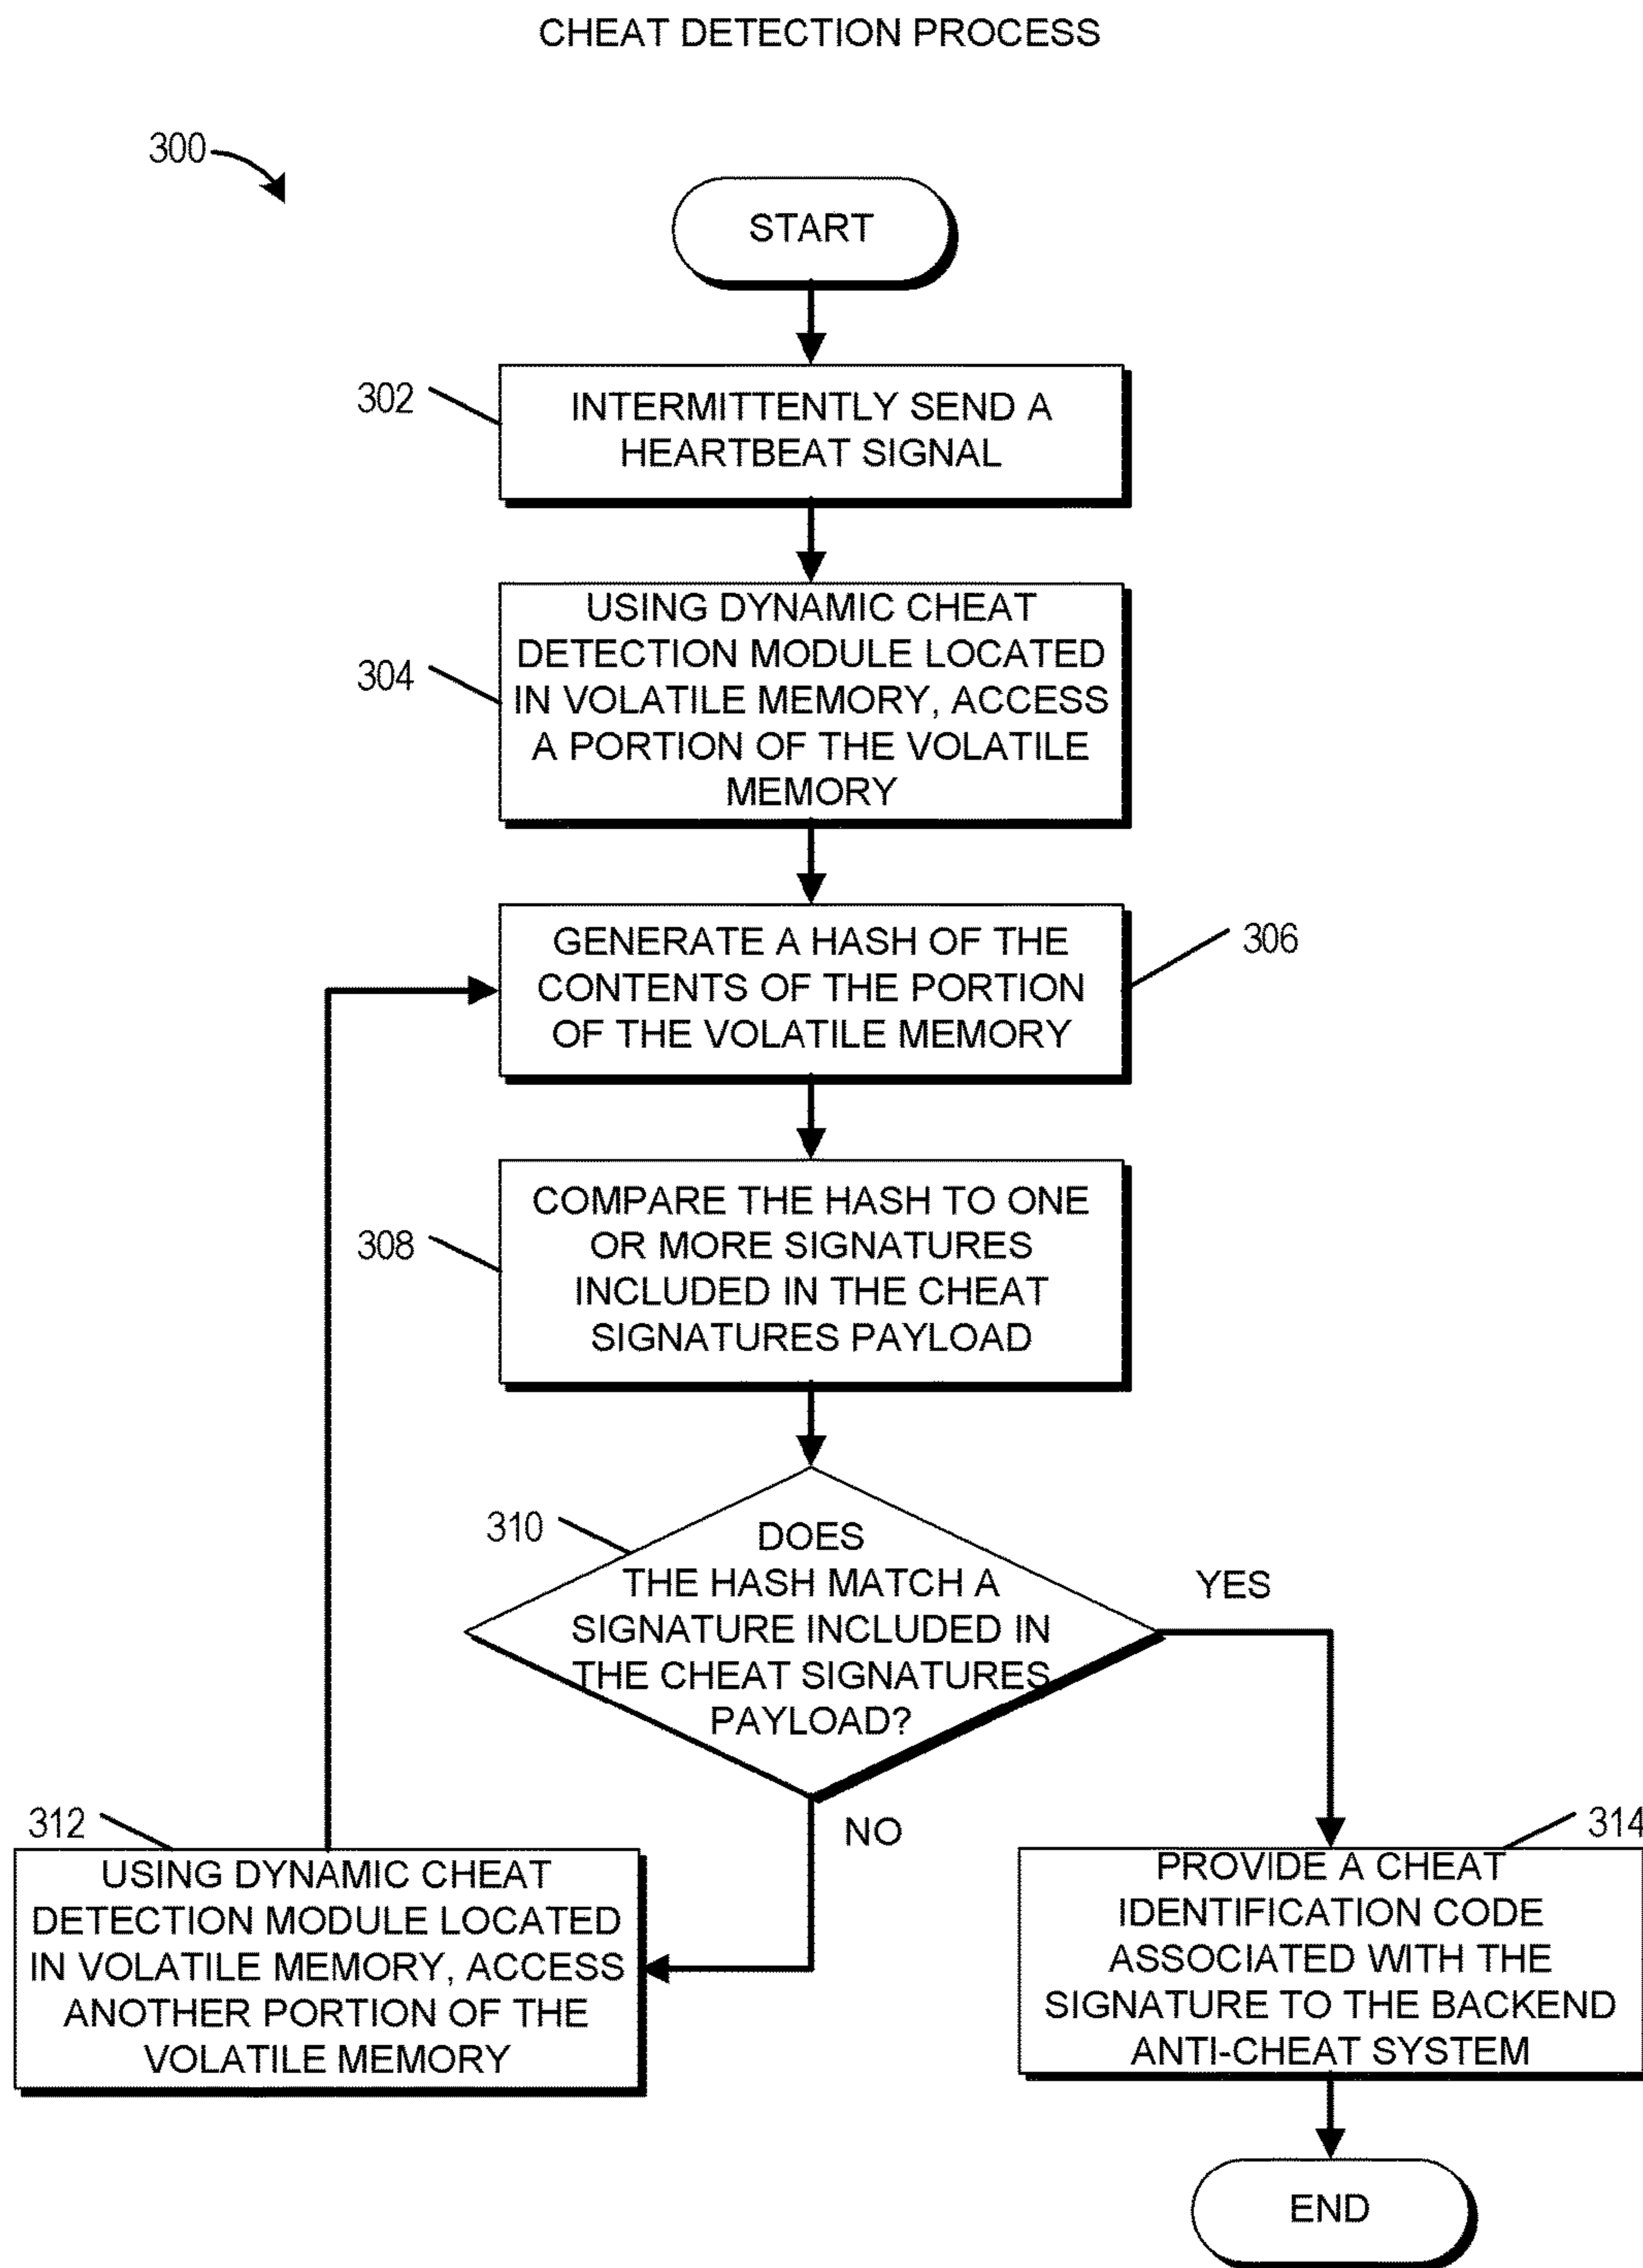 CHEAT DETECTION PROCESS
300
START
302
INTERMITTENTLY SEND A
HEARTBEAT SIGNAL
304
USING DYNAMIC CHEAT
DETECTION MODULE LOCATED
IN VOLATILE MEMORY, ACCESS
A PORTION OF THE VOLATILE
MEMORY
306
GENERATE A HASH OF THE
CONTENTS OF THE PORTION
OF THE VOLATILE MEMORY
308
COMPARE THE HASH TO ONE
OR MORE SIGNATURES
INCLUDED IN THE CHEAT
SIGNATURES PAYLOAD
310
DOES
THE HASH MATCH A
SIGNATURE INCLUDED IN
THE CHEAT SIGNATURES
PAYLOAD?
YES
NO
312
USING DYNAMIC CHEAT
DETECTION MODULE LOCATED
IN VOLATILE MEMORY, ACCESS
ANOTHER PORTION OF THE
VOLATILE MEMORY
314
PROVIDE A CHEAT
IDENTIFICATION CODE
ASSOCIATED WITH THE
SIGNATURE TO THE BACKEND
ANTI-CHEAT SYSTEM
END